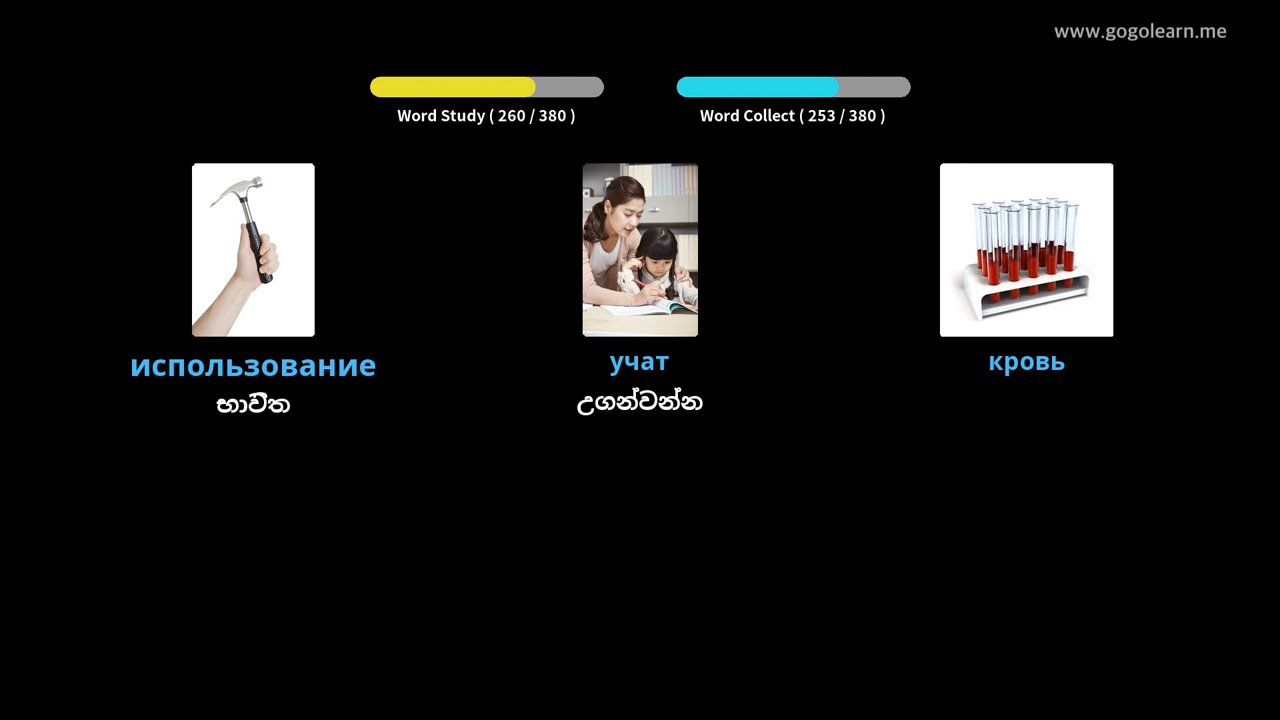 www.gogolearn.me
Word Study ( 260 / 380 )
Word Collect ( 253 / 380 )
использование
භාවිත
учат
උගන්වන්න
кровь